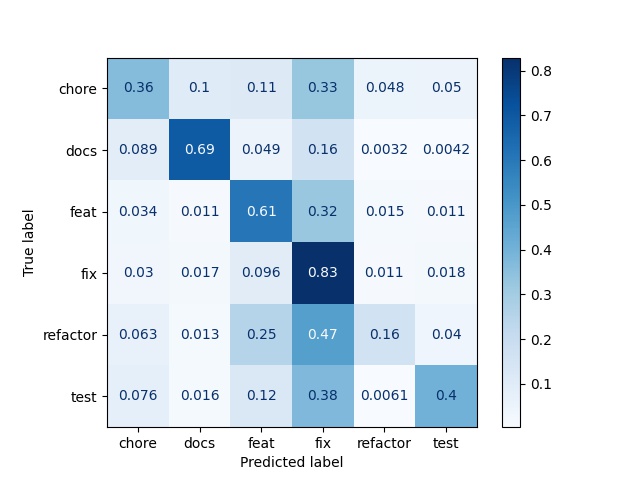 chore 0.36 0.1 0.11 0.33 0.048 0.05
docs 0.089 0.69 0.049 0.16 0.0032 0.0042
feat 0.034 0.011 0.61 0.32 0.015 0.011
fix 0.03 0.017 0.096 0.83 0.011 0.018
refactor 0.063 0.013 0.25 0.47 0.16 0.04
test 0.076 0.016 0.12 0.38 0.0061 0.4
chore docs feat fix refactor test
Predicted label
True label
0.8
0.7
0.6
0.5
0.4
0.3
0.2
0.1